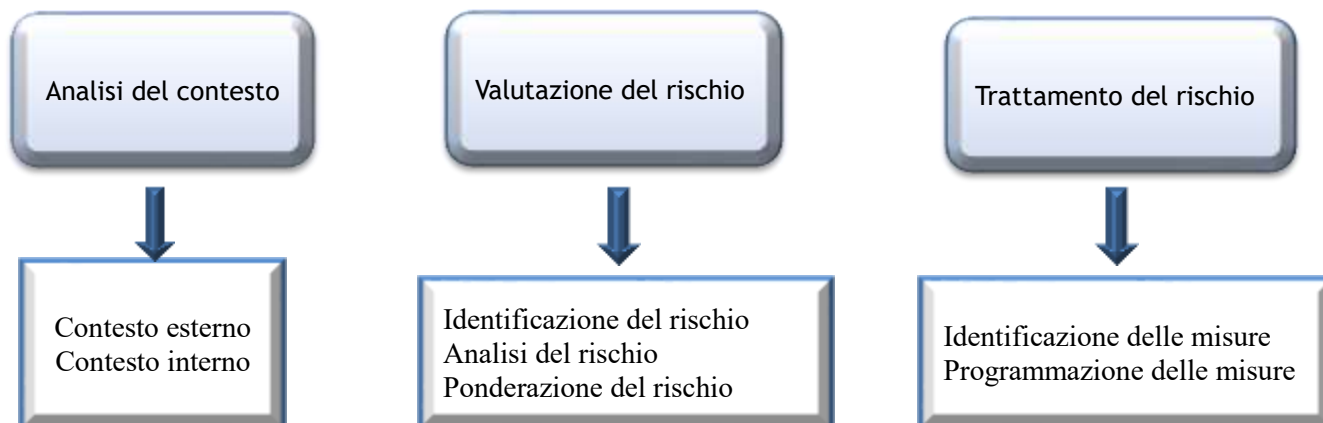 Analisi del contesto
Valutazione del rischio
Trattamento del rischio
Contesto esterno
Contesto interno
Identificazione del rischio
Analisi del rischio
Ponderazione del rischio
Identificazione delle misure
Programmazione delle misure